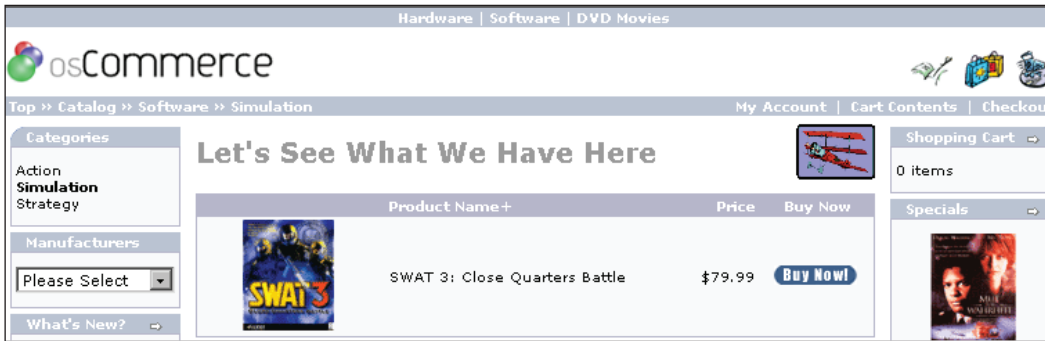 Hardware | Software | DVD Movies
osCommerce
Top » Catalog » Software » Simulation
My Account | Cart Contents | Checkou
Categories
Action
Simulation
Strategy
Manufacturers
Please Select
What's New?
Let's See What We Have Here
Product Name+ Price Buy Now
SWAT 3
SWAT 3: Close Quarters Battle $79.99 Buy Now!
Shopping Cart
0 items
Specials